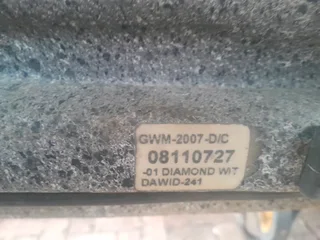 GWM-2007-D/C
08110727
-01 DIAMOND WIT
DAWID-241